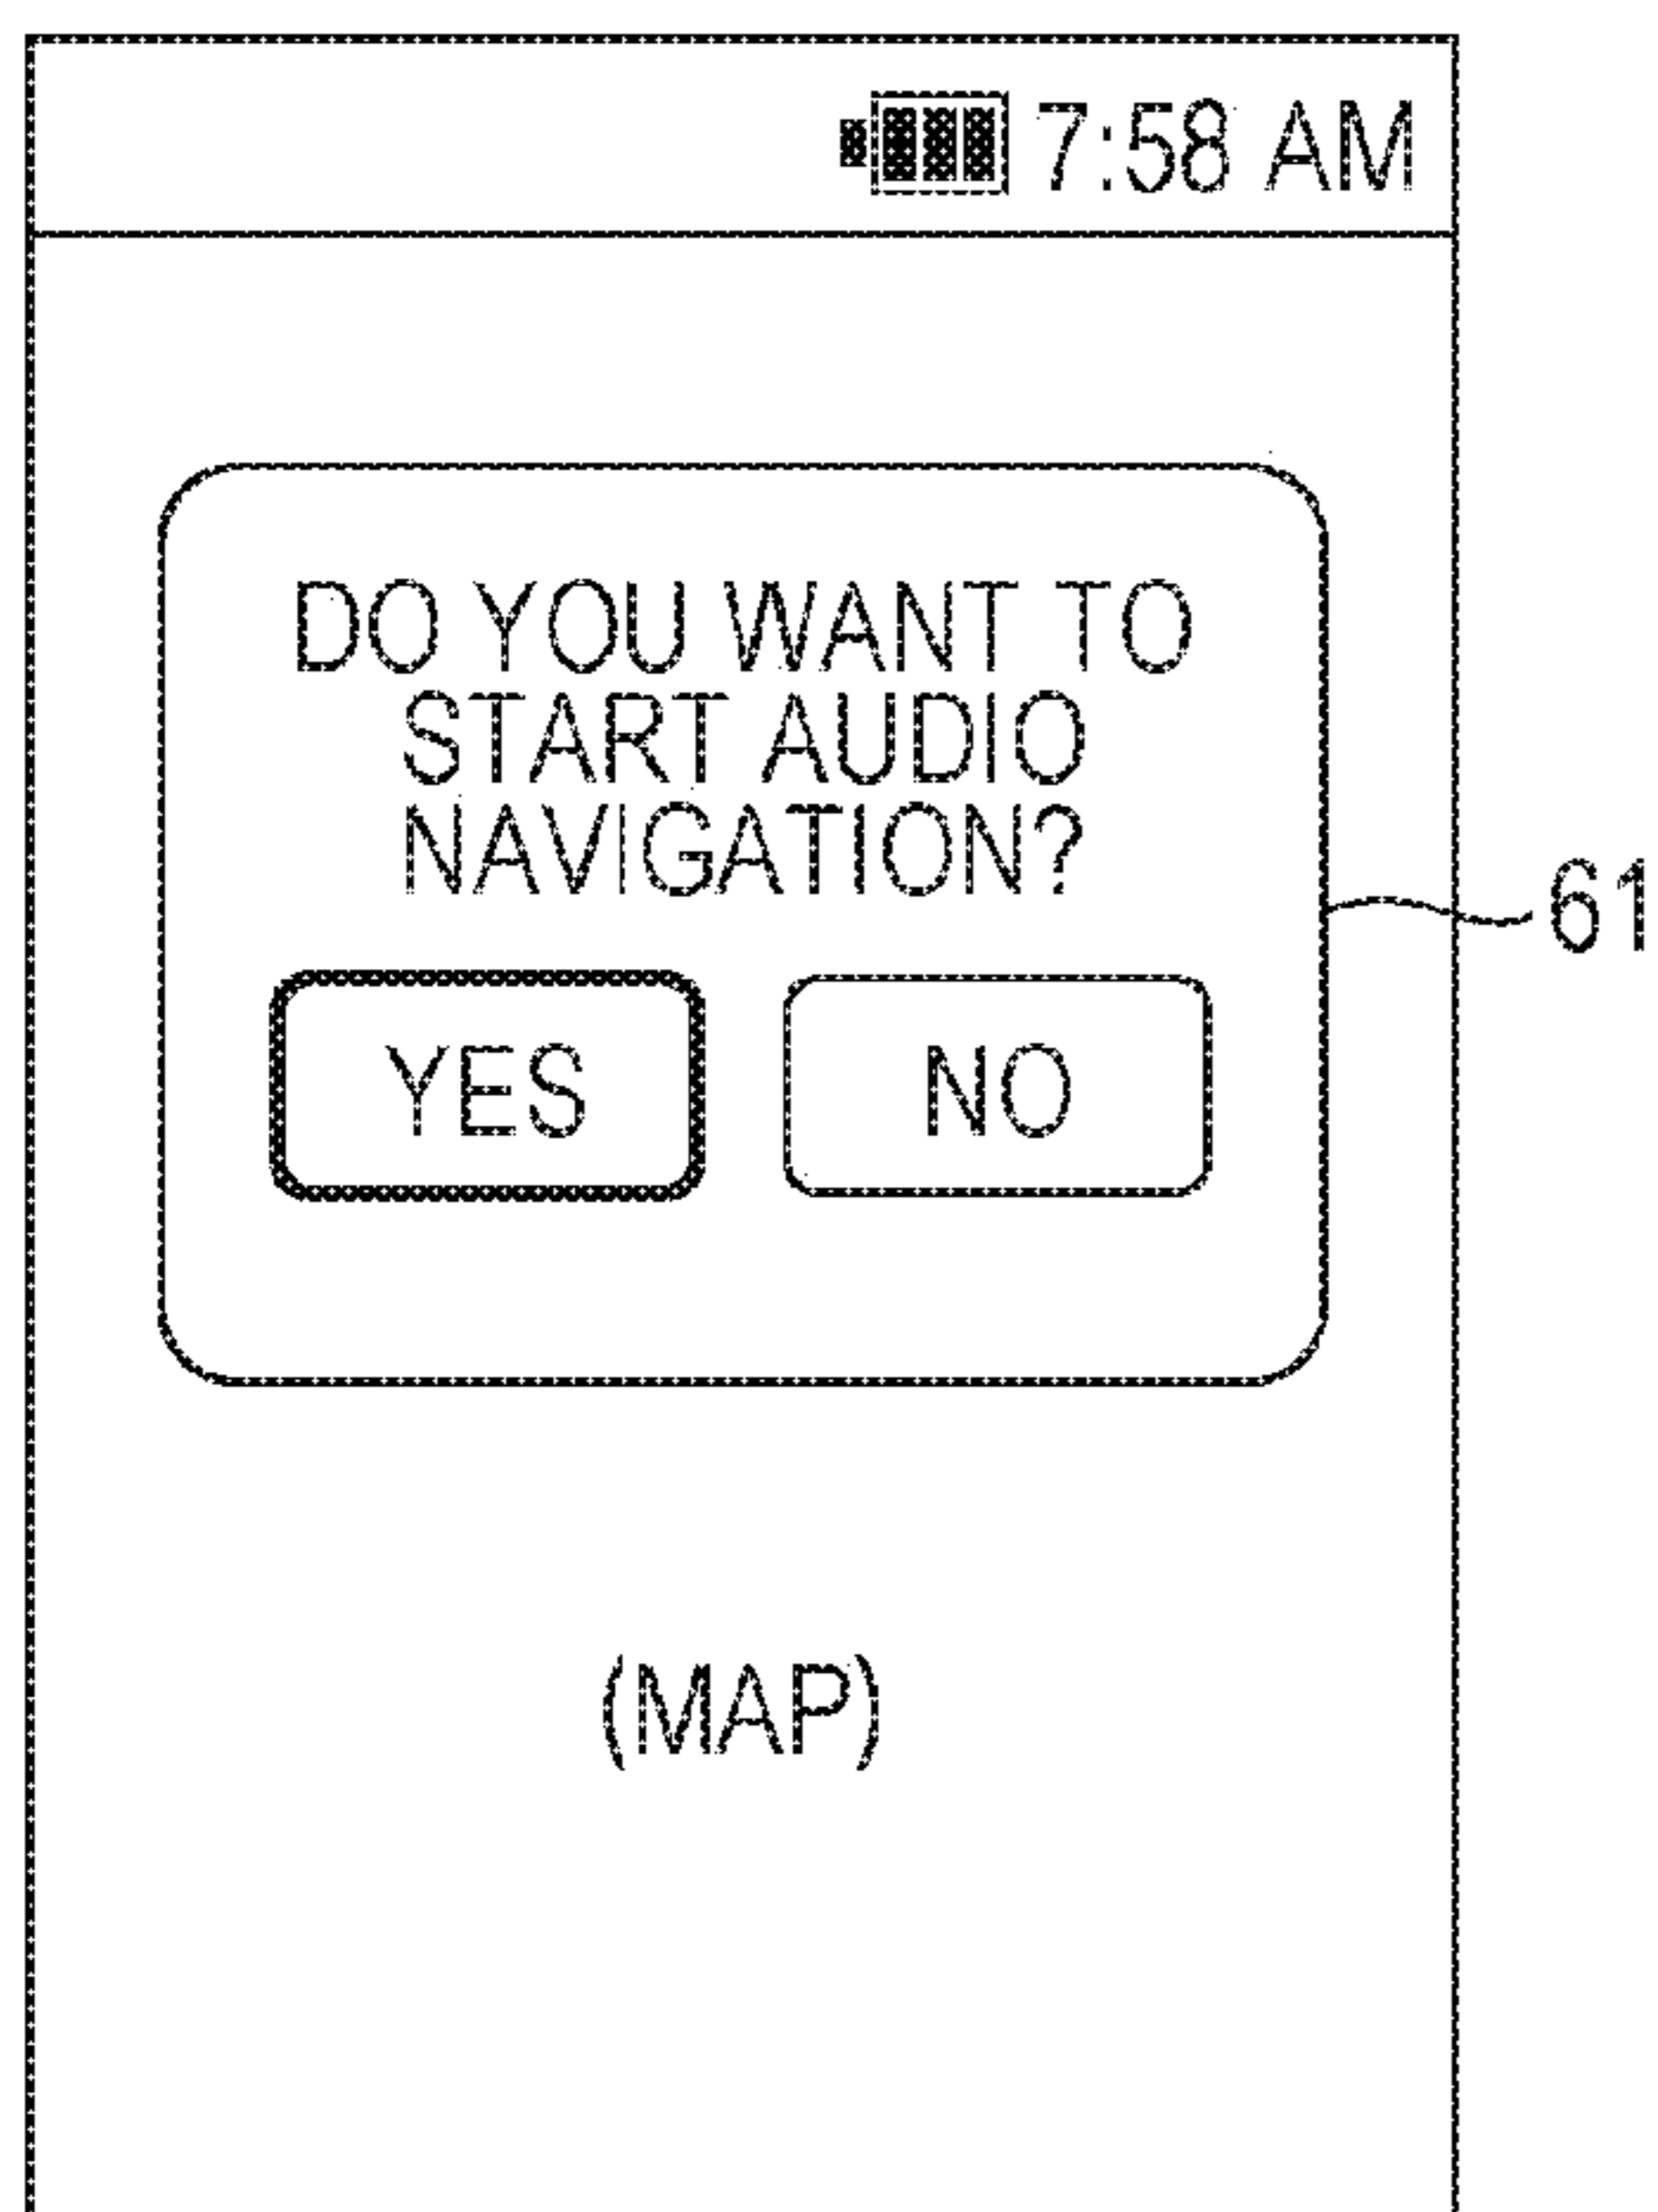 7:58 AM
DO YOU WANT TO
START AUDIO
NAVIGATION?
61
YES NO
(MAP)